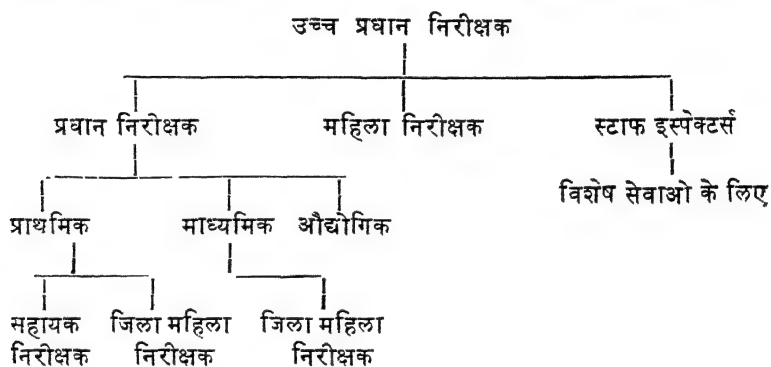 उच्च प्रधान निरीक्षक
प्रधान निरीक्षक महिला निरीक्षक स्टाफ इस्पेक्टर्स
विशेष सेवाओ के लिए
प्राथमिक माध्यमिक औद्योगिक
सहायक जिला महिला जिला महिला
निरीक्षक निरीक्षक निरीक्षक